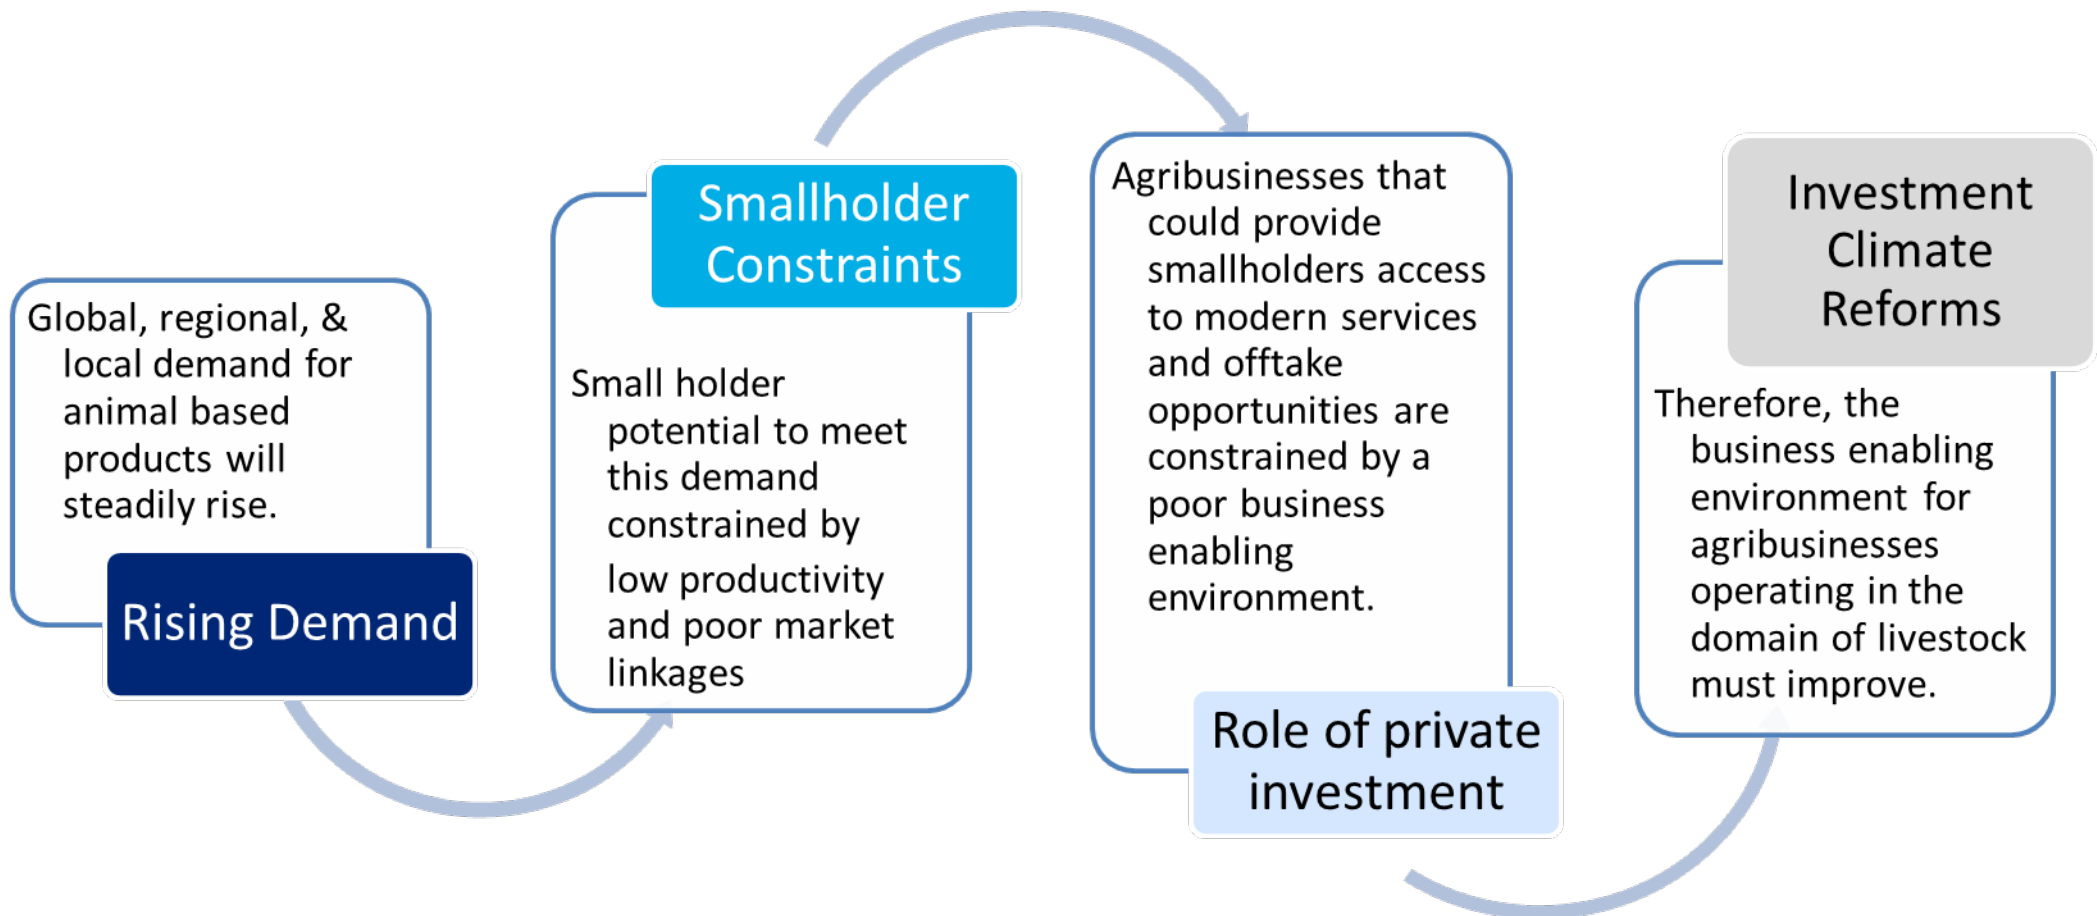 Global, regional, &
local demand for
animal based
products will
steadily rise.
Rising Demand
Smallholder
Constraints
Small holder
potential to meet
this demand
constrained by
low productivity
and poor market
linkages
Agribusinesses that
could provide
smallholders access
to modern services
and offtake
opportunities are
constrained by a
poor business
enabling
environment.
Role of private
investment
Investment
Climate
Reforms
Therefore, the
business enabling
environment for
agribusinesses
operating in the
domain of livestock
must improve.